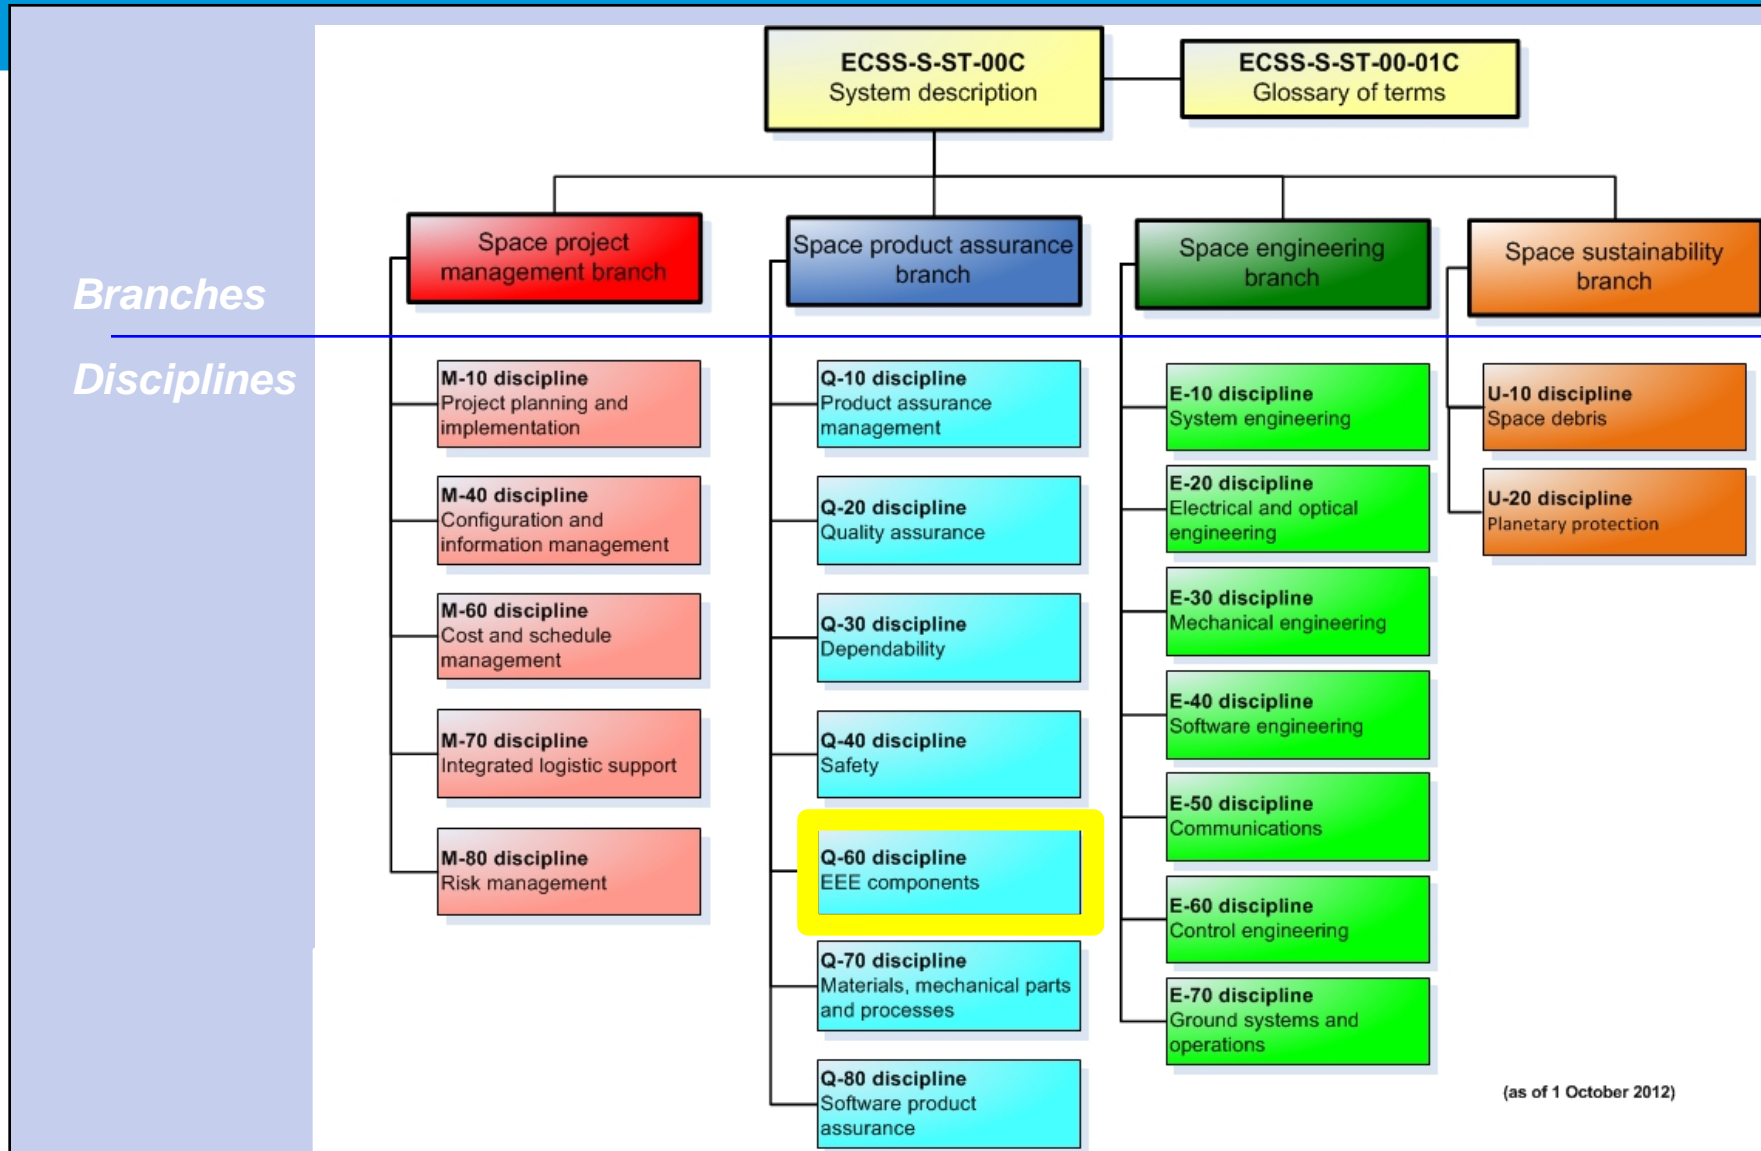 ECSS-S-ST-00C
System description
ECSS-S-ST-00-01C
Glossary of terms
Space project
management branch
Space product assurance
branch
Space engineering
branch
Space sustainability
branch
Branches
Disciplines
M-10 discipline
Project planning and
implementation
M-40 discipline
Configuration and
information management
M-60 discipline
Cost and schedule
management
M-70 discipline
Integrated logistic support
M-80 discipline
Risk management
Q-10 discipline
Product assurance
management
Q-20 discipline
Quality assurance
Q-30 discipline
Dependability
Q-40 discipline
Safety
Q-60 discipline
EEE components
Q-70 discipline
Materials, mechanical parts
and processes
Q-80 discipline
Software product
assurance
E-10 discipline
System engineering
E-20 discipline
Electrical and optical
engineering
E-30 discipline
Mechanical engineering
E-40 discipline
Software engineering
E-50 discipline
Communications
E-60 discipline
Control engineering
E-70 discipline
Ground systems and
operations
U-10 discipline
Space debris
U-20 discipline
Planetary protection
(as of 1 October 2012)